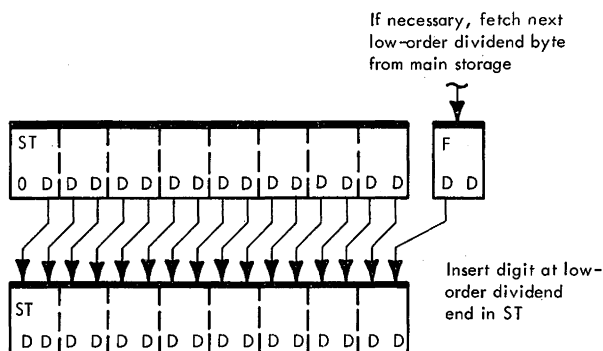 If necessary, fetch next
low-order dividend byte
from main storage
ST
F
0 D D D D D D D D D D D D D D D
D D
Insert digit at low-
order dividend
end in ST
ST
D D D D D D D D D D D D D D D D